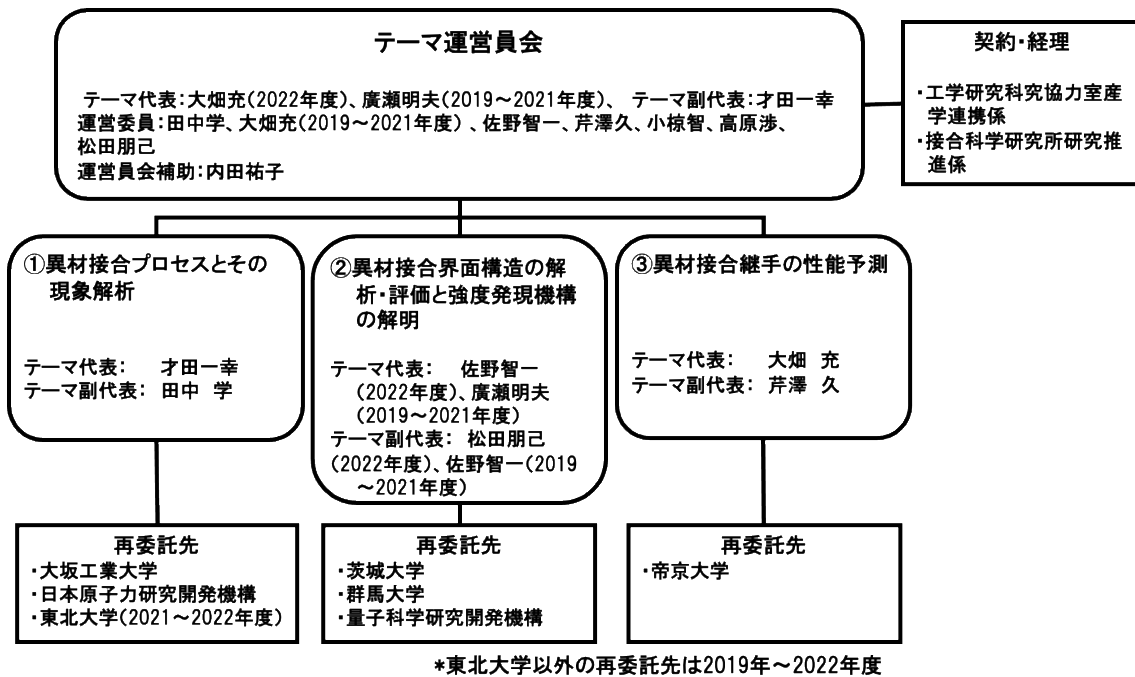 テーマ運営員会
テーマ代表：大畑充（2022年度）、廣瀬明夫（2019～2021年度）、 テーマ副代表：才田一幸
運営委員：田中学、大畑充（2019～2021年度）、佐野智一、芹澤久、小椋智、高原渉、
松田朋己
運営員会補助：内田祐子
契約・経理
・工学研究科究協力室産
学連携係
・接合科学研究所研究推
進係
①異材接合プロセスとその
現象解析
テーマ代表： 才田一幸
テーマ副代表： 田中 学
②異材接合界面構造の解
析・評価と強度発現機構
の解明
テーマ代表： 佐野智一
（2022年度）、廣瀬明夫
（2019～2021年度）
テーマ副代表： 松田朋己
（2022年度）、佐野智一（2019
～2021年度）
③異材接合継手の性能予測
テーマ代表： 大畑 充
テーマ副代表： 芹澤 久
再委託先
・大坂工業大学
・日本原子力研究開発機構
・東北大学（2021～2022年度）
再委託先
・茨城大学
・群馬大学
・量子科学研究開発機構
再委託先
・帝京大学
*東北大学以外の再委託先は2019年～2022年度